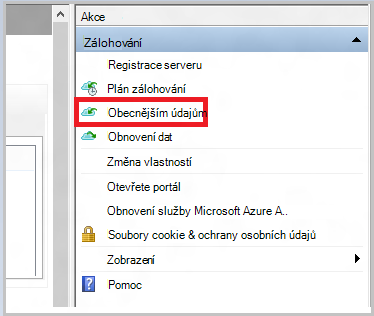 Akce
Zálohování
Registrace serveru
Plán zálohování
Obecnějším údajům
Obnovení dat
Změna vlastností
Otevřete portál
Obnovení služby Microsoft Azure A..
Soubory cookie & ochrany osobních údajů
Zobrazení
Pomoc